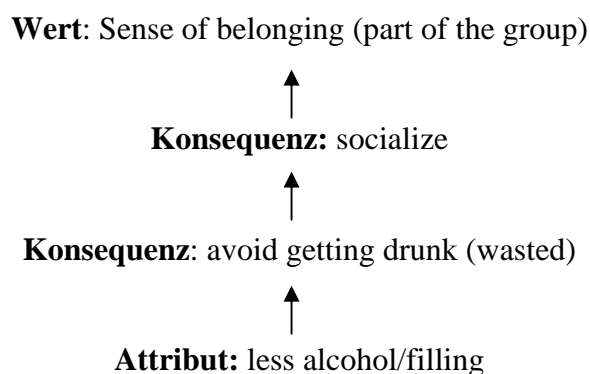 Wert: Sense of belonging (part of the group)
Konsequenz: socialize
Konsequenz: avoid getting drunk (wasted)
Attribut: less alcohol/filling